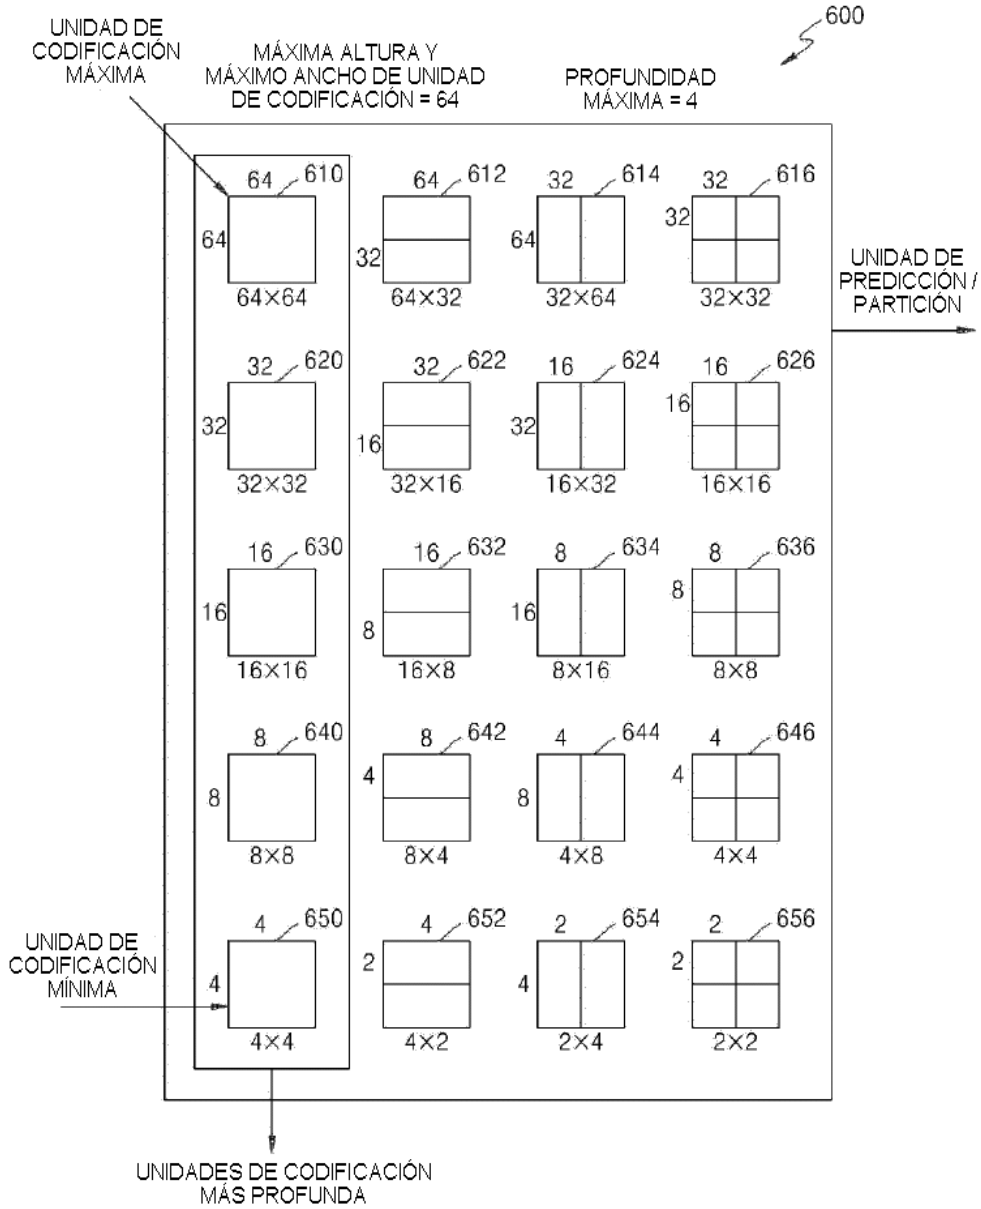 600
UNIDAD DE
CODIFICACIÓN
MÁXIMA
MÁXIMA ALTURA Y
MÁXIMO ANCHO DE UNIDAD
DE CODIFICACIÓN = 64
PROFUNDIDAD
MÁXIMA = 4
64 610 64 612 32 614 32 616
64 32 64 32
64×64 64×32 32×64 32×32
UNIDAD DE
PREDICCIÓN /
PARTICIÓN
32 620 32 622 16 624 16 626
32 16 32 16
32×32 32×16 16×32 16×16
16 630 16 632 8 634 8 636
16 8 16 8
16×16 16×8 8×16 8×8
8 640 8 642 4 644 4 646
8 4 8 4
8×8 8×4 4×8 4×4
4 650 4 652 2 654 2 656
4 2 4 2
4×4 4×2 2×4 2×2
UNIDAD DE
CODIFICACIÓN
MÍNIMA
UNIDADES DE CODIFICACIÓN
MÁS PROFUNDA